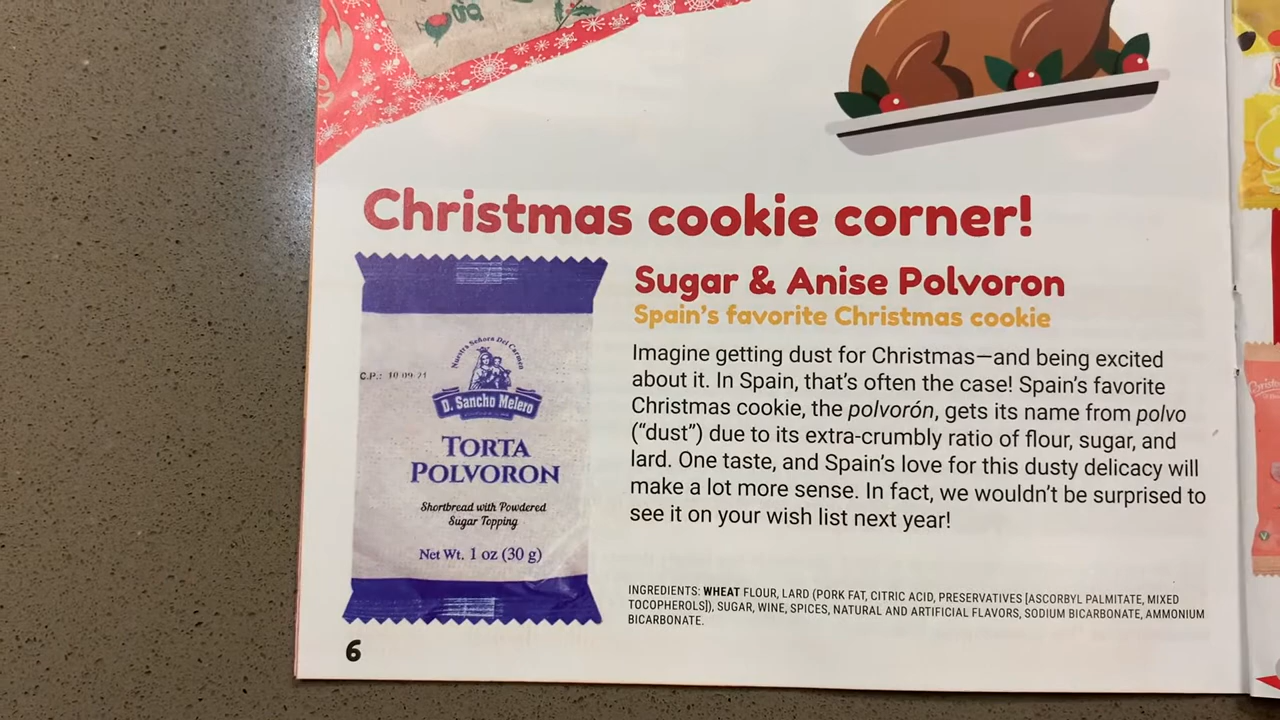 Christmas cookie corner!
Nuestra Señora Del Carmen
C.P.: 10 09 21
D. Sancho Melero
TORTA
POLVORON
Shortbread with Powdered
Sugar Topping
Net Wt. 1 oz (30 g)
Sugar & Anise Polvoron
Spain's favorite Christmas cookie
Imagine getting dust for Christmas—and being excited
about it. In Spain, that's often the case! Spain's favorite
Christmas cookie, the polvorón, gets its name from polvo
("dust") due to its extra-crumbly ratio of flour, sugar, and
lard. One taste, and Spain's love for this dusty delicacy will
make a lot more sense. In fact, we wouldn't be surprised to
see it on your wish list next year!
INGREDIENTS: WHEAT FLOUR, LARD (PORK FAT, CITRIC ACID, PRESERVATIVES [ASCORBYL PALMITATE, MIXED
TOCOPHEROLS]), SUGAR, WINE, SPICES, NATURAL AND ARTIFICIAL FLAVORS, SODIUM BICARBONATE, AMMONIUM
BICARBONATE.
6